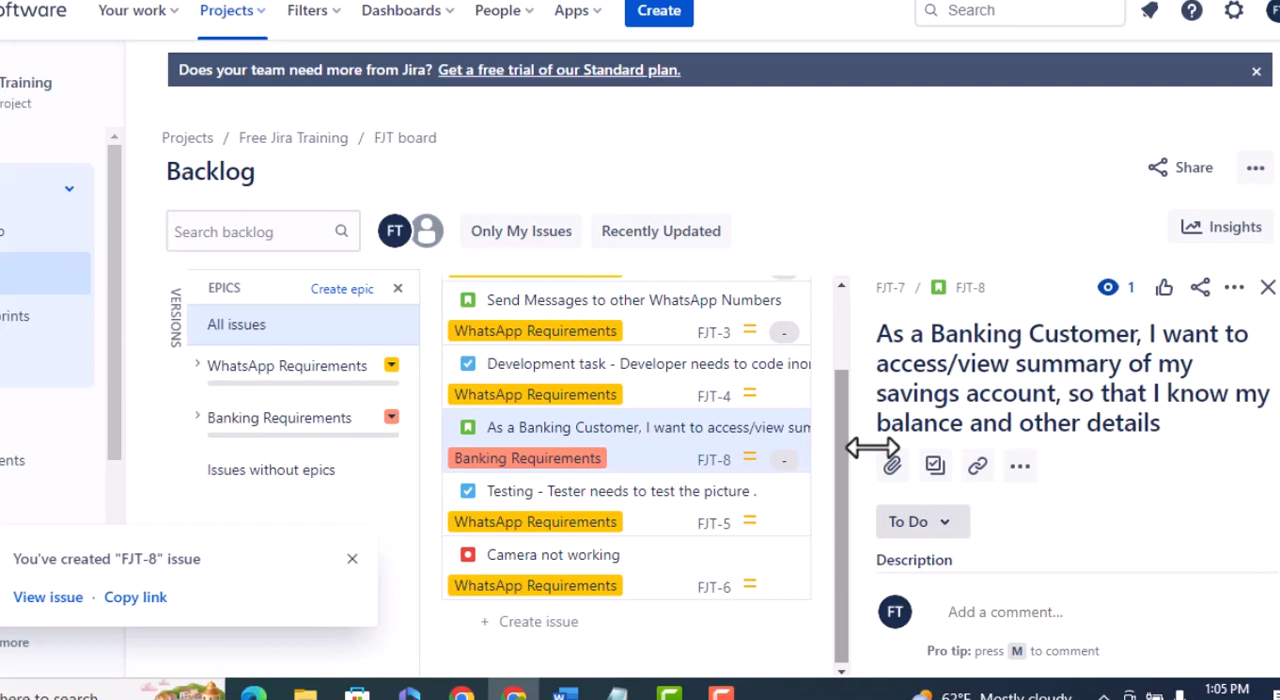 oftware
Your work
Projects
Filters
Dashboards
People
Apps
Create
Search
Training
roject
Does your team need more from Jira? Get a free trial of our Standard plan.
Projects / Free Jira Training / FJT board
Backlog
Share
Search backlog
FT
Only My Issues
Recently Updated
Insights
rints
ents
more
VERSIONS
EPICS
Create epic
All issues
WhatsApp Requirements
Banking Requirements
Issues without epics
Send Messages to other WhatsApp Numbers
WhatsApp Requirements
FJT-3
-
Development task - Developer needs to code inor
WhatsApp Requirements
FJT-4
As a Banking Customer, I want to access/view sum
Banking Requirements
FJT-8
-
Testing - Tester needs to test the picture .
WhatsApp Requirements
FJT-5
Camera not working
WhatsApp Requirements
FJT-6
+ Create issue
FJT-7 / FJT-8
1
As a Banking Customer, I want to
access/view summary of my
savings account, so that I know my
balance and other details
To Do
Description
FT
Add a comment...
Pro tip: press M to comment
You've created "FJT-8" issue
View issue · Copy link
62°F Mostly cloudy
1:05 PM